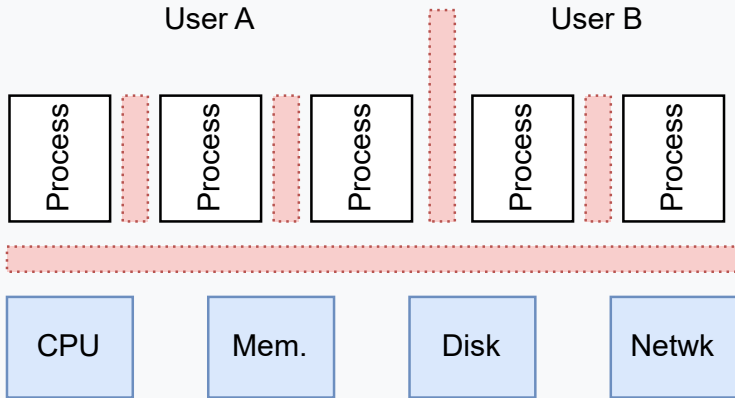 User A
User B
Process
Process
Process
Process
Process
CPU
Mem.
Disk
Netwk